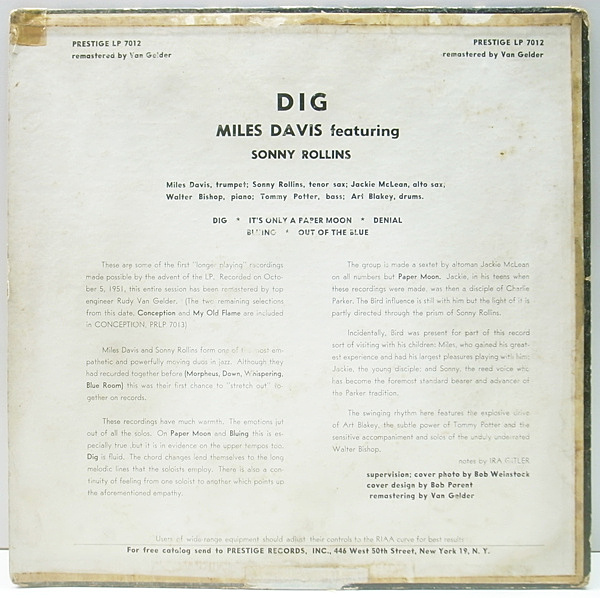 PRESTIGE LP 7012
remastered by Van Gelder
PRESTIGE LP 7012
remastered by Van Gelder
DIG
MILES DAVIS featuring
SONNY ROLLINS
Miles Davis, trumpet; Sonny Rollins, tenor sax; Jackie McLean, alto sax;
Walter Bishop, piano; Tommy Potter, bass; Art Blakey, drums.
DIG * IT'S ONLY A PAPER MOON * DENIAL
BLUING * OUT OF THE BLUE
These are some of the first "longer playing" recordings
made possible by the advent of the LP. Recorded on Octo-
ber 5, 1951, this entire session has been remastered by top
engineer Rudy Van Gelder. (The two remaining selections
from this date, Conception and My Old Flame are included
in CONCEPTION, PRLP 7013)
Miles Davis and Sonny Rollins form one of the most em-
pathetic and powerfully moving duos in jazz. Although they
had recorded together before (Morpheus, Down, Whispering,
Blue Room) this was their first chance to "stretch out" to-
gether on records.
These recordings have much warmth. The emotions jut
out of all the solos. On Paper Moon and Bluing this is es-
pecially true but it is in evidence on the upper tempos too.
Dig is fluid. The chord changes lend themselves to the long
melodic lines that the soloists employ. There is also a con-
tinuity of feeling from one soloist to another which points up
the aforementioned empathy.
The group is made a sextet by altoman Jackie McLean
on all numbers but Paper Moon. Jackie, in his teens when
these recordings were made, was then a disciple of Charlie
Parker. The Bird influence is still with him but the light of it is
partly directed through the prism of Sonny Rollins.
Incidentally, Bird was present for part of this record
sort of visiting with his children: Miles, who gained his great-
est experience and had his largest pleasures playing with him;
Jackie, the young disciple; and Sonny, the reed voice who
has become the foremost standard bearer and advancer of
the Parker tradition.
The swinging rhythm here features the explosive drive
of Art Blakey, the subtle power of Tommy Potter and the
sensitive accompaniment and solos of the unduly underrated
Walter Bishop.
notes by IRA GITLER
supervision; cover photo by Bob Weinstock
cover design by Bob Parent
remastering by Van Gelder
Users of wide range equipment should adjust their controls to the RIAA curve for best results
For free catalog send to PRESTIGE RECORDS, INC., 446 West 50th Street, New York 19, N. Y.